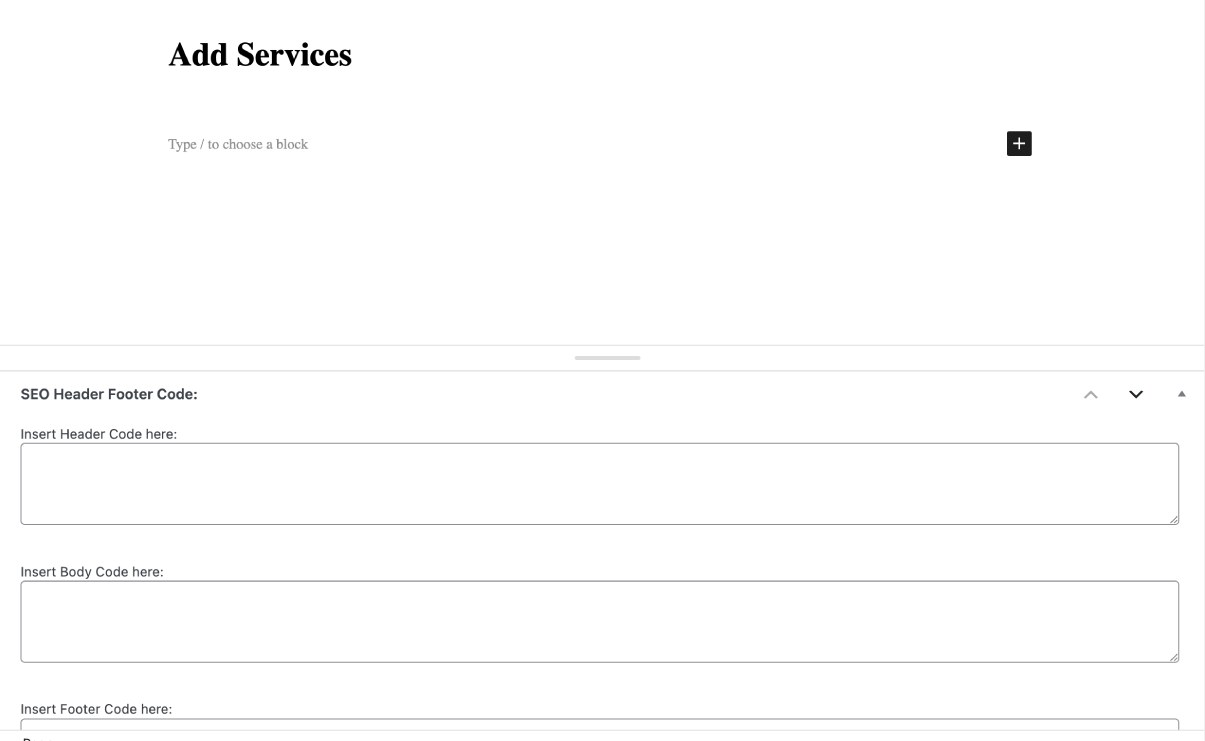 Add Services
Type / to choose a block
SEO Header Footer Code:
Insert Header Code here:
Insert Body Code here:
Insert Footer Code here: